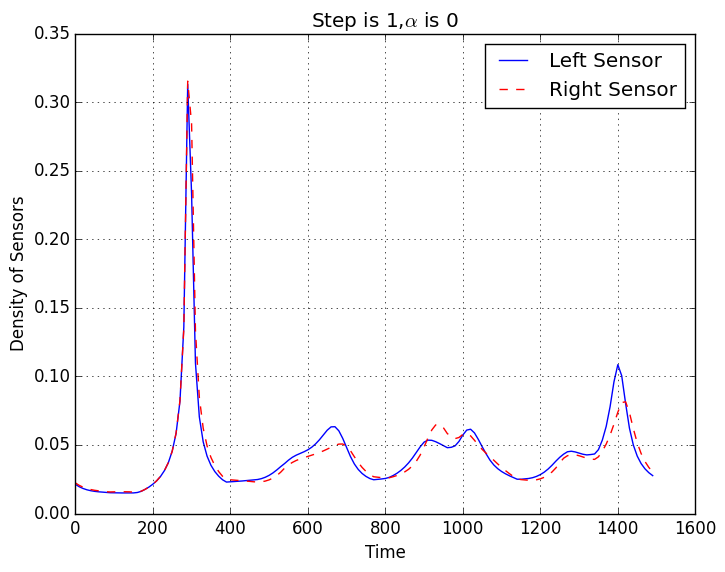 Step is 1,α is 0
Left Sensor
Right Sensor
Density of Sensors
0.35
0.30
0.25
0.20
0.15
0.10
0.05
0.00
0 200 400 600 800 1000 1200 1400 1600
Time